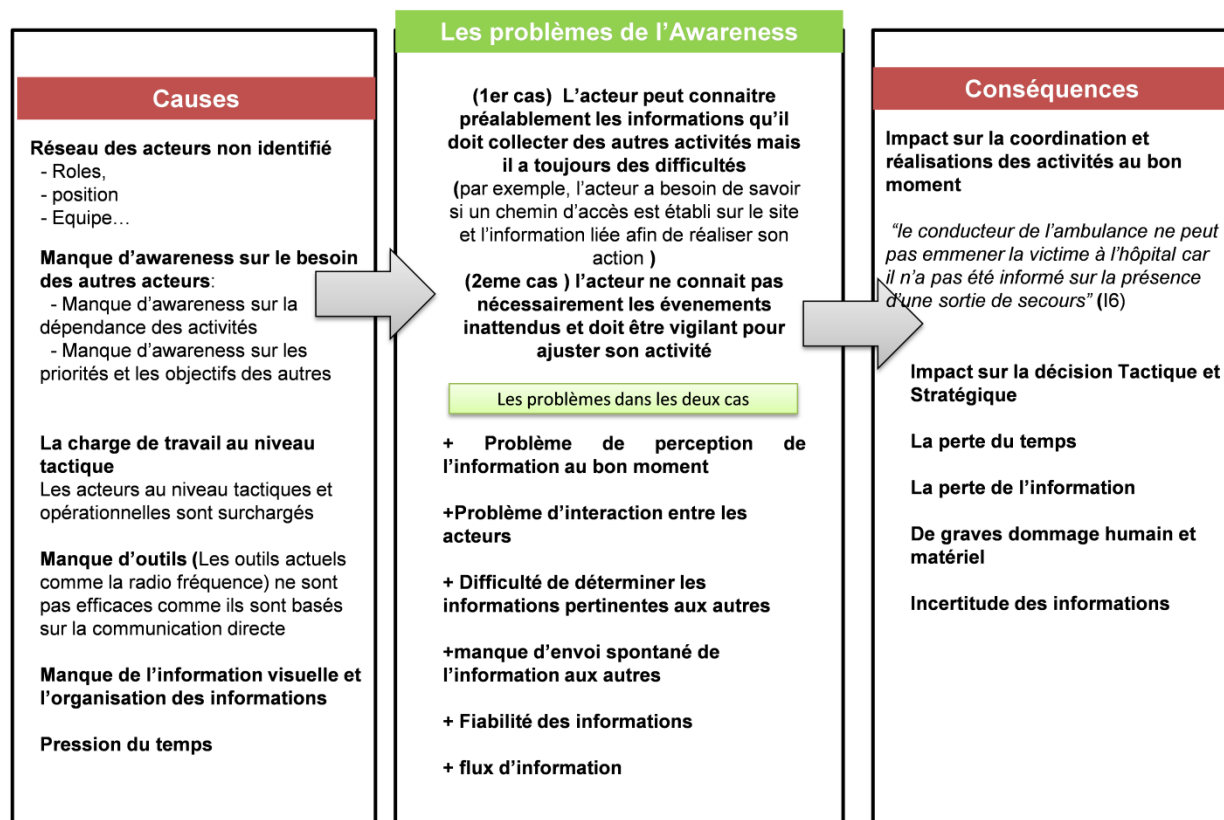 Causes
Réseau des acteurs non identifié
- Roles,
- position
- Equipe…
Manque d'awareness sur le besoin
des autres acteurs:
- Manque d'awareness sur la
dépendance des activités
- Manque d'awareness sur les
priorités et les objectifs des autres
La charge de travail au niveau
tactique
Les acteurs au niveau tactiques et
opérationnelles sont surchargés
Manque d'outils (Les outils actuels
comme la radio fréquence) ne sont
pas efficaces comme ils sont basés
sur la communication directe
Manque de l'information visuelle et
l'organisation des informations
Pression du temps
Les problèmes de l'Awareness
(1er cas) L'acteur peut connaitre
préalablement les informations qu'il
doit collecter des autres activités mais
il a toujours des difficultés
(par exemple, l'acteur a besoin de savoir
si un chemin d'accès est établi sur le site
et l'information liée afin de réaliser son
action )
(2eme cas ) l'acteur ne connait pas
nécessairement les évenements
inattendus et doit être vigilant pour
ajuster son activité
Les problèmes dans les deux cas
+ Problème de perception de
l'information au bon moment
+Problème d'interaction entre les
acteurs
+ Difficulté de déterminer les
informations pertinentes aux autres
+manque d'envoi spontané de
l'information aux autres
+ Fiabilité des informations
+ flux d'information
Conséquences
Impact sur la coordination et
réalisations des activités au bon
moment
"le conducteur de l'ambulance ne peut
pas emmener la victime à l'hôpital car
il n'a pas été informé sur la présence
d'une sortie de secours" (I6)
Impact sur la décision Tactique et
Stratégique
La perte du temps
La perte de l'information
De graves dommage humain et
matériel
Incertitude des informations